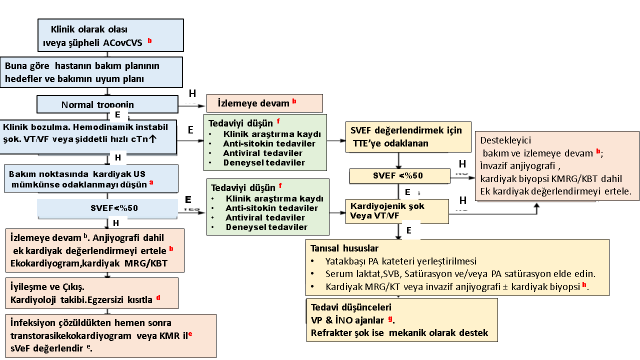 Klinik olarak olası
ıveya şüpheli ACovCVS b
Buna göre hastanın bakım planının
hedefler ve bakımın uyum planı
Normal troponin
H
İzlemeye devam b
E
Klinik bozulma. Hemodinamik instabil
şok. VT/VF veya şiddetli hızlı cTn↑
E
Tedaviyi düşün f
• Klinik araştırma kaydı
• Anti-sitokin tedaviler
• Antiviral tedaviler
• Deneysel tedaviler
SVEF değerlendirmek için
TTE'ye odaklanan
H
Bakım noktasında kardiyak US
mümkünse odaklanmayı düşün a
SVEF<%50
E
Tedaviyi düşün f
• Klinik araştırma kaydı
• Anti-sitokin tedaviler
• Antiviral tedaviler
• Deneysel tedaviler
SVEF <%50
H
E
Kardiyojenik şok
Veya VT/VF
H
Destekleyici
bakım ve izlemeye devam b;
İnvazif anjiyografi ,
kardiyak biyopsi KMRG/KBT dahil
Ek kardiyak değerlendirmeyi ertele.
H
İzlemeye devam b. Anjiyografi dahil
ek kardiyak değerlendirmeyi ertele b
Ekokardiyogram,kardiyak MRG/KBT
İyileşme ve Çıkış.
Kardiyoloji takibi.Egzersizi kısıtla d
İnfeksiyon çözüldükten hemen sonra
transtorasikekokardiyogram veya KMR ile
sVeF değerlendir e.
E
Tanısal hususlar
• Yatakbaşı PA kateteri yerleştirilmesi
• Serum laktat,SVB, Satürasyon ve/veya PA satürasyon elde edin.
• Kardiyak MRG/KT veya invazif anjiyografi ± kardiyak biyopsi b.
Tedavi düşünceleri
VP & İNO ajanlar g.
Refrakter şok ise mekanik olarak destek